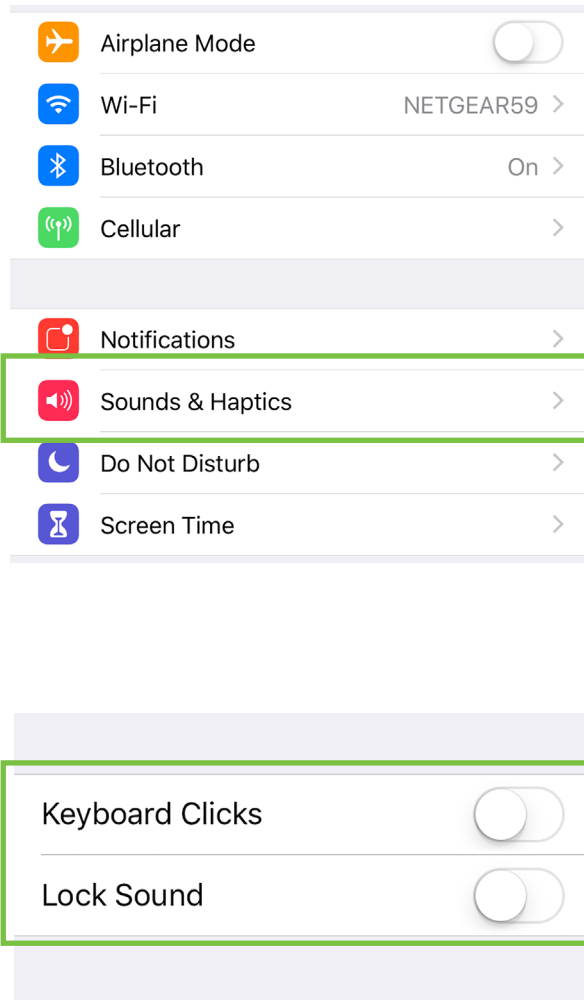 Airplane Mode
Wi-Fi NETGEAR59
Bluetooth On
Cellular
Notifications
Sounds & Haptics
Do Not Disturb
Screen Time
Keyboard Clicks
Lock Sound